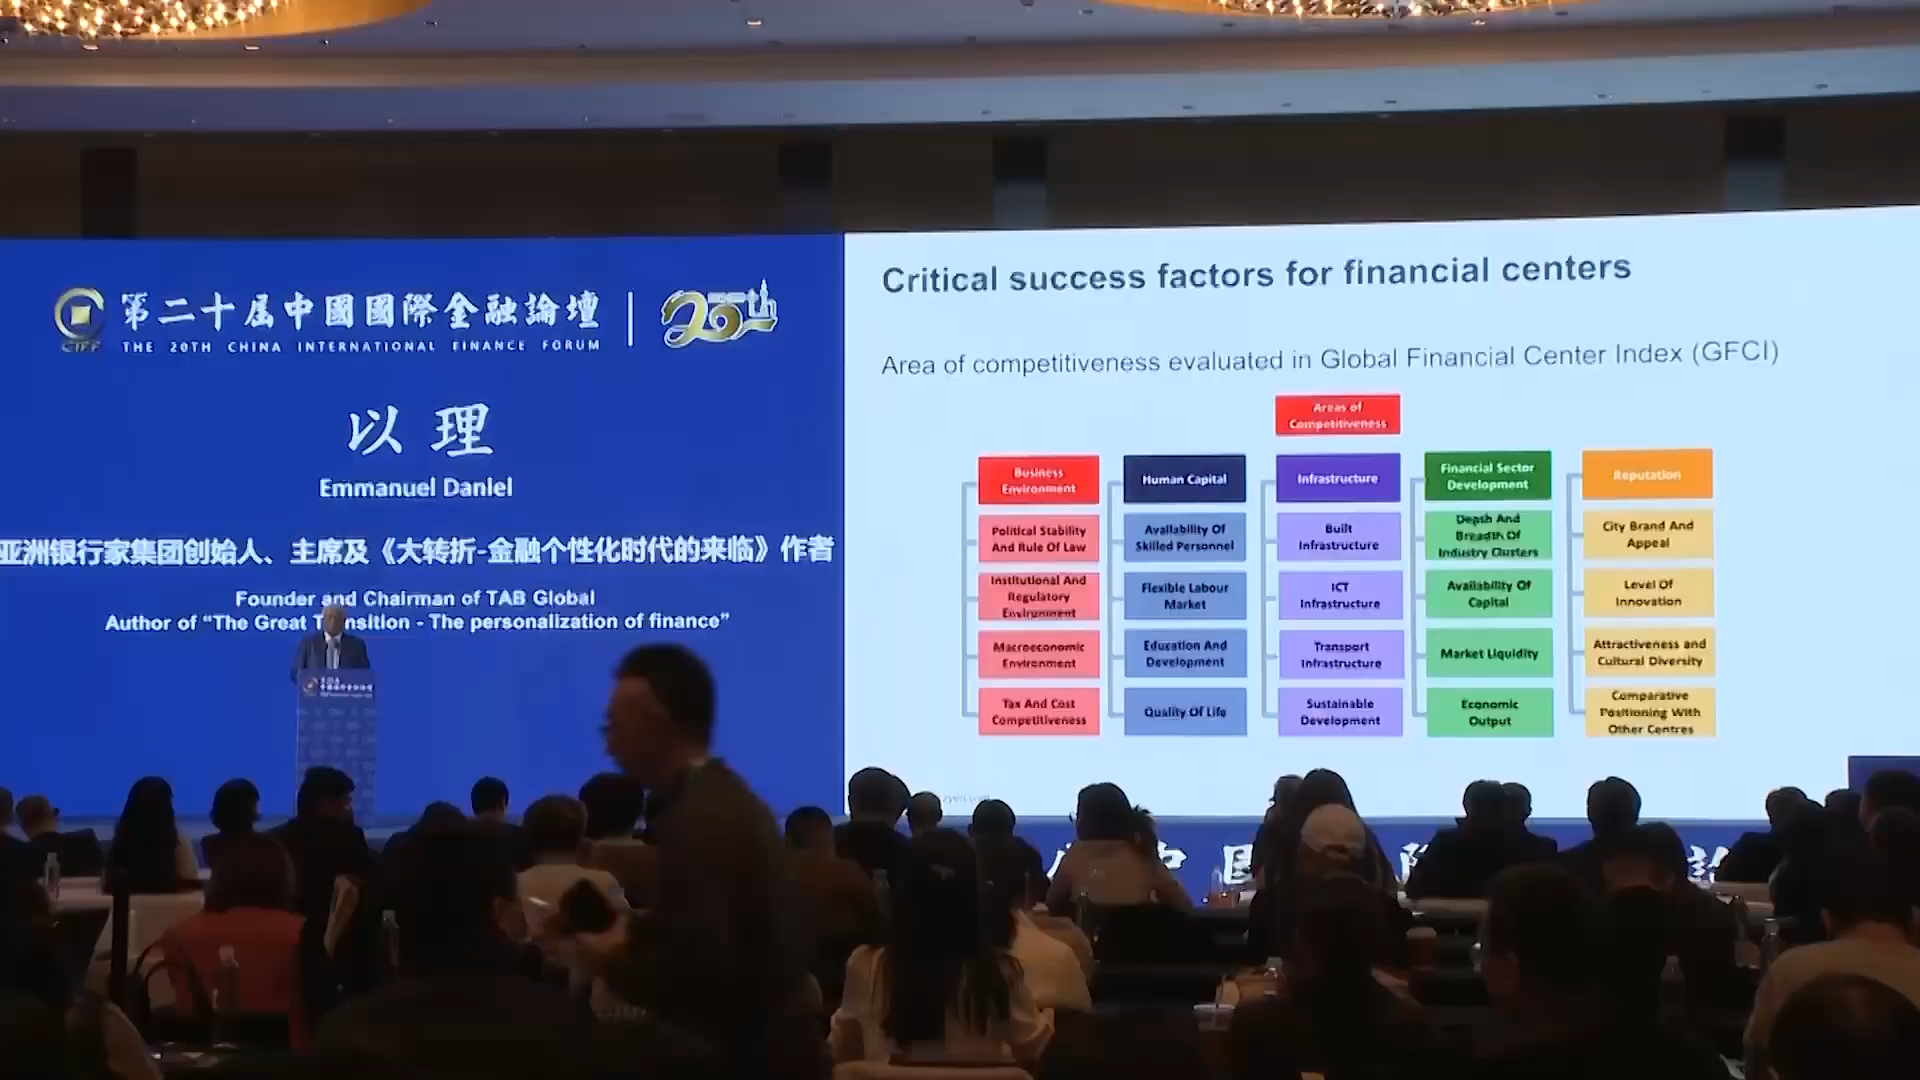 第二十届中國國際金融論壇
THE 20TH CHINA INTERNATIONAL FINANCE FORUM
CIFF
20th
以理
Emmanuel Daniel
亚洲银行家集团创始人、主席及《大转折-金融个性化时代的来临》作者
Founder and Chairman of TAB Global
Author of “The Great Transition - The personalization of finance”
Critical success factors for financial centers
Area of competitiveness evaluated in Global Financial Center Index (GFCI)
Areas of
Competitiveness
Business
Environment
Political Stability
And Rule Of Law
Institutional And
Regulatory
Environment
Macroeconomic
Environment
Tax And Cost
Competitiveness
Human Capital
Availability Of
Skilled Personnel
Flexible Labour
Market
Education And
Development
Quality Of Life
Infrastructure
Built
Infrastructure
ICT
Infrastructure
Transport
Infrastructure
Sustainable
Development
Financial Sector
Development
Depth And
Breadth Of
Industry Clusters
Availability Of
Capital
Market Liquidity
Economic
Output
Reputation
City Brand And
Appeal
Level Of
Innovation
Attractiveness and
Cultural Diversity
Comparative
Positioning With
Other Centres
中 國